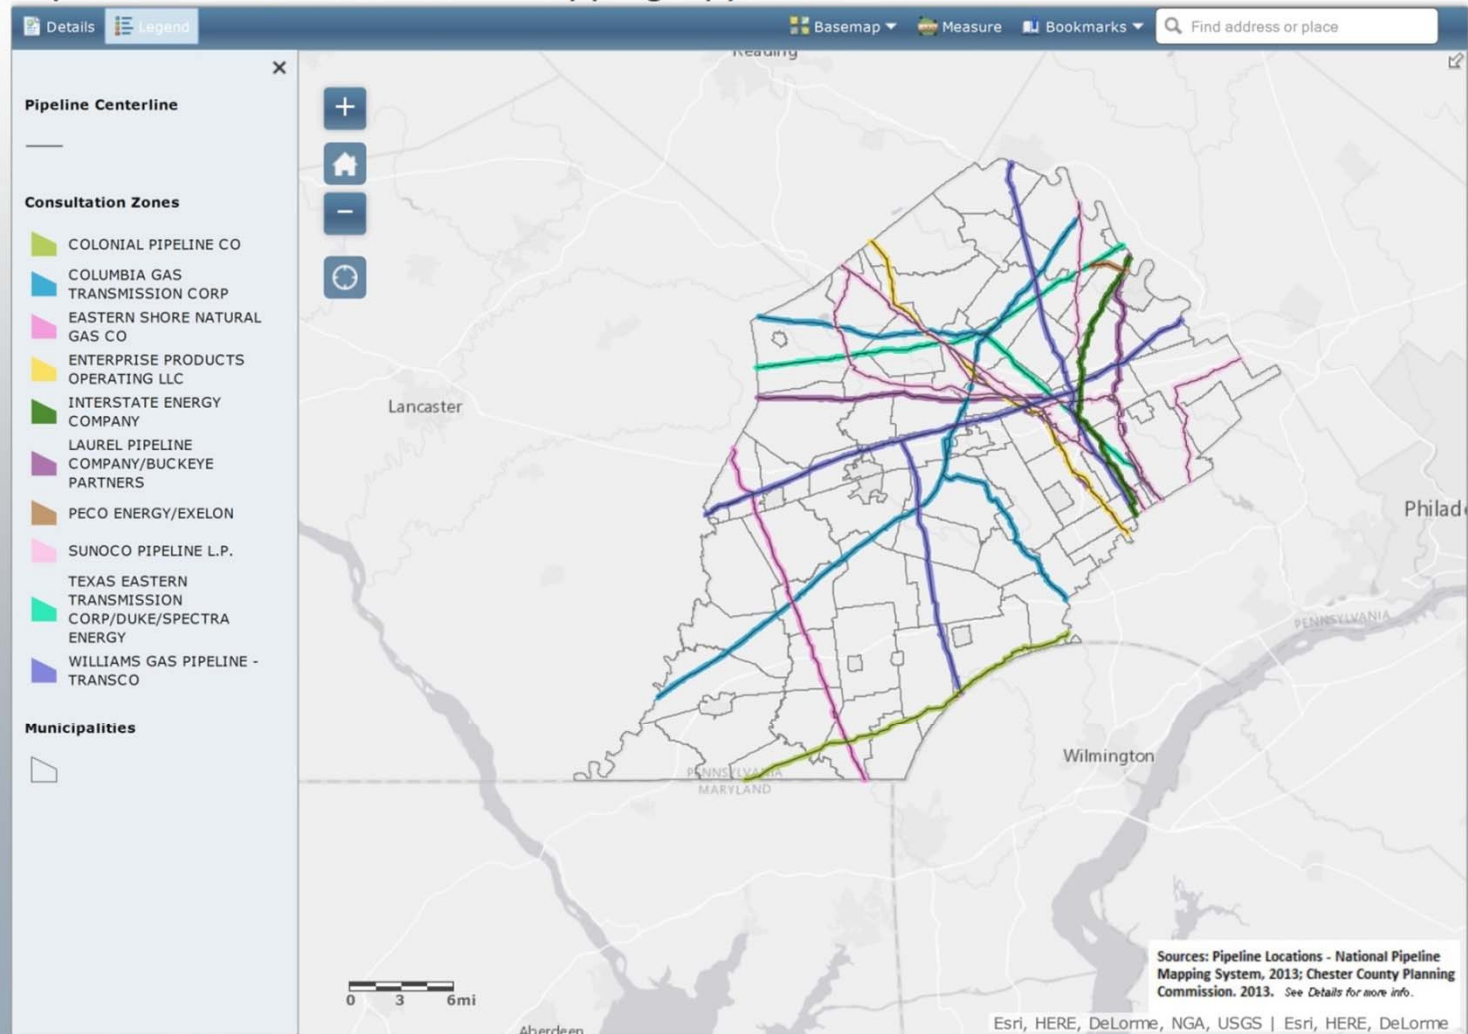 Details
Legend
Basemap
Measure
Bookmarks
Find address or place
Pipeline Centerline
Consultation Zones
COLONIAL PIPELINE CO
COLUMBIA GAS
TRANSMISSION CORP
EASTERN SHORE NATURAL
GAS CO
ENTERPRISE PRODUCTS
OPERATING LLC
INTERSTATE ENERGY
COMPANY
LAUREL PIPELINE
COMPANY/BUCKEYE
PARTNERS
PECO ENERGY/EXELON
SUNOCO PIPELINE L.P.
TEXAS EASTERN
TRANSMISSION
CORP/DUKE/SPECTRA
ENERGY
WILLIAMS GAS PIPELINE -
TRANSCO
Municipalities
Reading
Lancaster
Philad
PENNSYLVANIA
Wilmington
PENNSYLVANIA
MARYLAND
0 3 6mi
Aberdeen
Sources: Pipeline Locations - National Pipeline
Mapping System, 2013; Chester County Planning
Commission. 2013. See Details for more info.
Esri, HERE, DeLorme, NGA, USGS | Esri, HERE, DeLorme